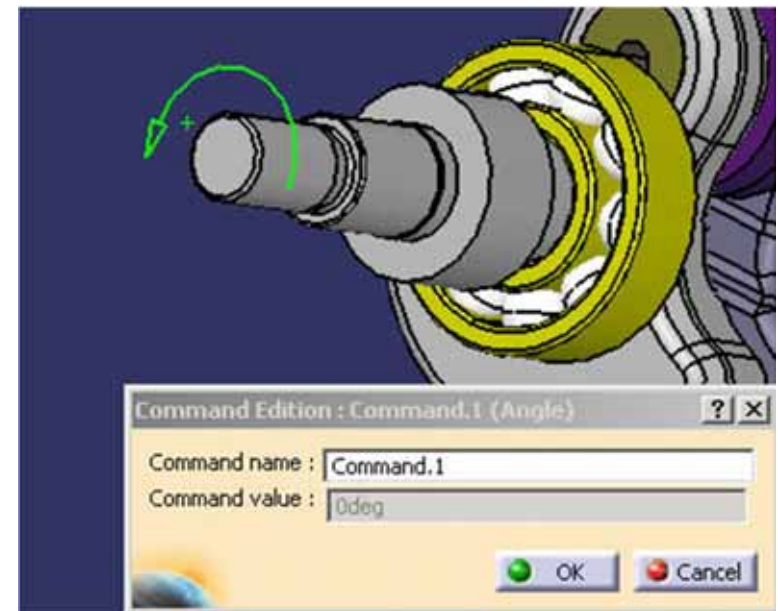 +
Command Edition : Command.1 (Angle)
? X
Command name : Command.1
Command value : 0deg
OK Cancel